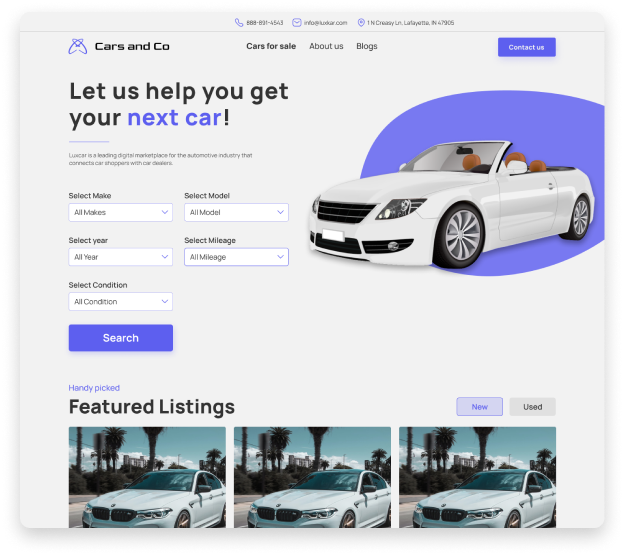 888-891-4543 info@luxkar.com 1 N Creasy Ln, Lafayette, IN 47905
Cars and Co Cars for sale About us Blogs Contact us
Let us help you get
your next car!
Luxcar is a leading digital marketplace for the automotive industry that
connects car shoppers with car dealers.
Select Make Select Model
All Makes All Model
Select year Select Mileage
All Year All Mileage
Select Condition
All Condition
Search
Handy picked
Featured Listings New Used